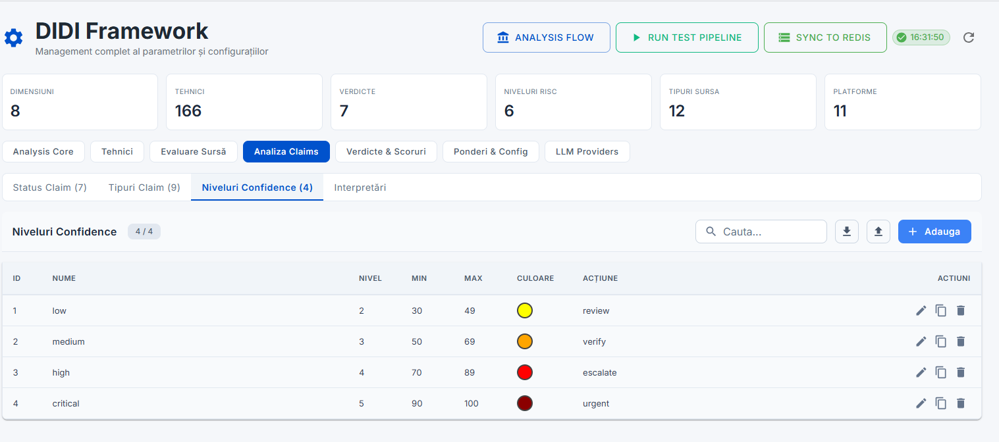 DIDI Framework
Management complet al parametrilor și configurațiilor
ANALYSIS FLOW
RUN TEST PIPELINE
SYNC TO REDIS
16:31:50
DIMENSIUNI
8
TEHNICI
166
VERDICTE
7
NIVELURI RISC
6
TIPURI SURSA
12
PLATFORME
11
Analysis Core
Tehnici
Evaluare Sursă
Analiza Claims
Verdicte & Scoruri
Ponderi & Config
LLM Providers
Status Claim (7)
Tipuri Claim (9)
Niveluri Confidence (4)
Interpretări
Niveluri Confidence 4 / 4
Cauta...
+ Adauga
ID NUME NIVEL MIN MAX CULOARE ACȚIUNE ACTIUNI
1 low 2 30 49 review
2 medium 3 50 69 verify
3 high 4 70 89 escalate
4 critical 5 90 100 urgent